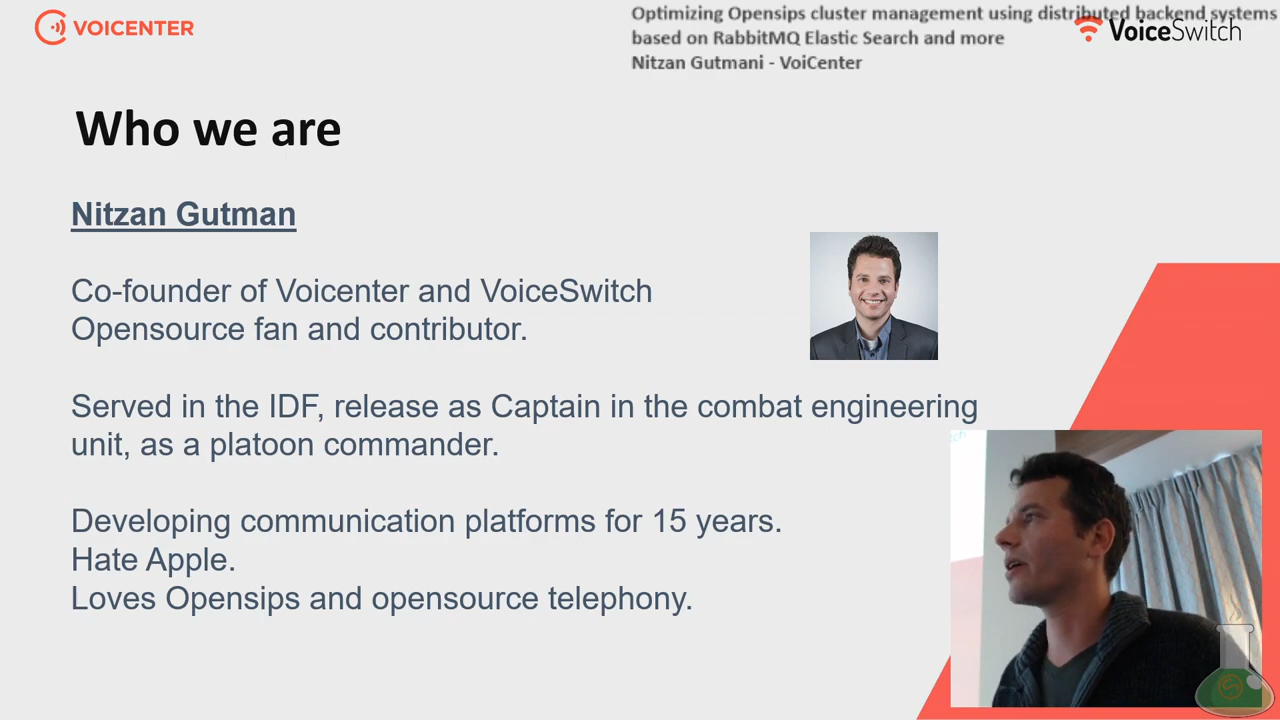 VOICENTER
Optimizing Opensips cluster management using distributed backend systems
based on RabbitMQ Elastic Search and more
Nitzan Gutmani - VoiCenter
VoiceSwitch
Who we are
Nitzan Gutman
Co-founder of Voicenter and VoiceSwitch
Opensource fan and contributor.
Served in the IDF, release as Captain in the combat engineering
unit, as a platoon commander.
Developing communication platforms for 15 years.
Hate Apple.
Loves Opensips and opensource telephony.